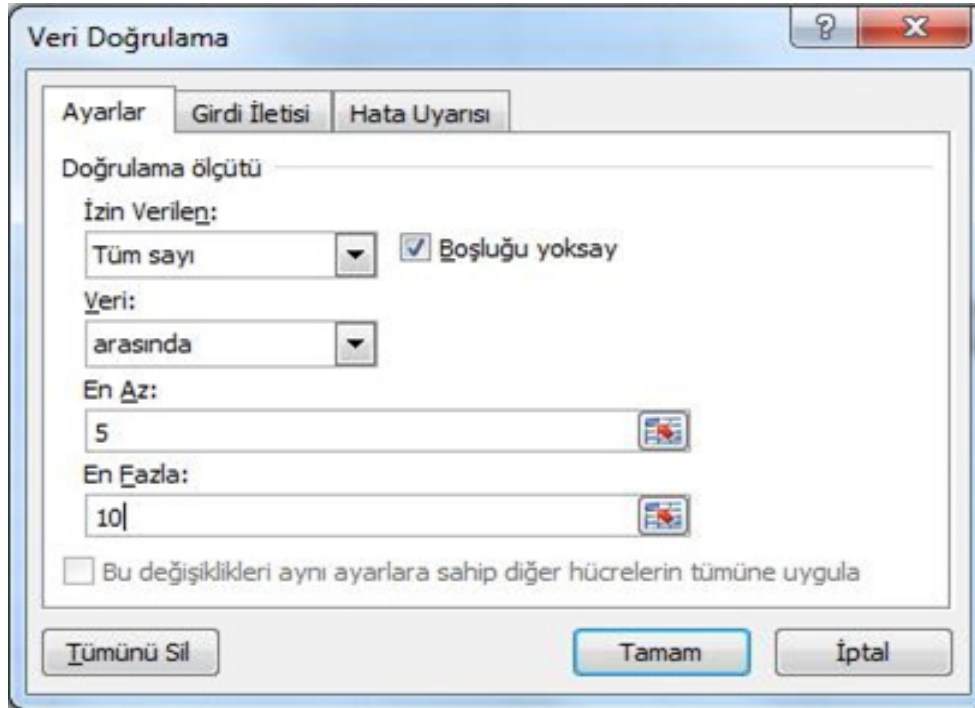 Veri Doğrulama
Ayarlar Girdi İletisi Hata Uyarısı
Doğrulama ölçütü
İzin Verilen:
Tüm sayı Boşluğu yoksay
Veri:
arasında
En Az:
5
En Fazla:
10
Bu değişiklikleri aynı ayarlara sahip diğer hücrelerin tümüne uygula
Tümünü Sil Tamam İptal